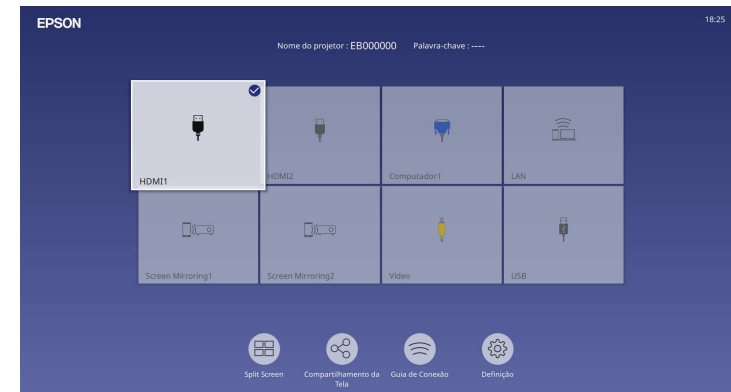 EPSON
18:25
Nome do projetor : EB000000 Palavra-chave : ----
HDMI1
HDMI2
Computador1
LAN
Screen Mirroring1
Screen Mirroring2
Vídeo
USB
Split Screen
Compartilhamento da
Tela
Guia de Conexão
Definição